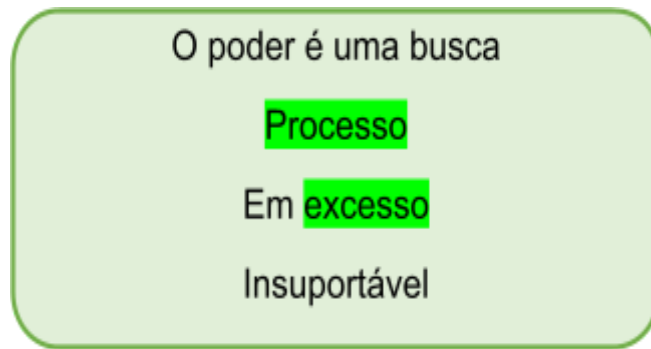 O poder é uma busca
Processo
Em excesso
Insuportável